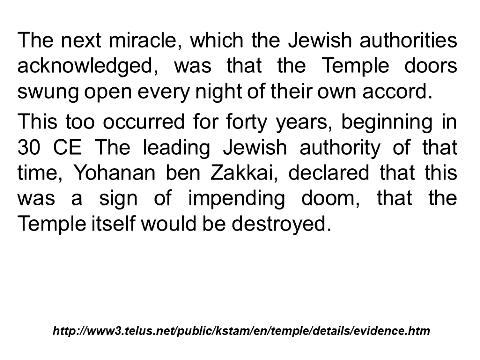 The next miracle, which the Jewish authorities
acknowledged, was that the Temple doors
swung open every night of their own accord.
This too occurred for forty years, beginning in
30 CE The leading Jewish authority of that
time, Yohanan ben Zakkai, declared that this
was a sign of impending doom, that the
Temple itself would be destroyed.
http://www3.telus.net/public/kstam/en/temple/details/evidence.htm